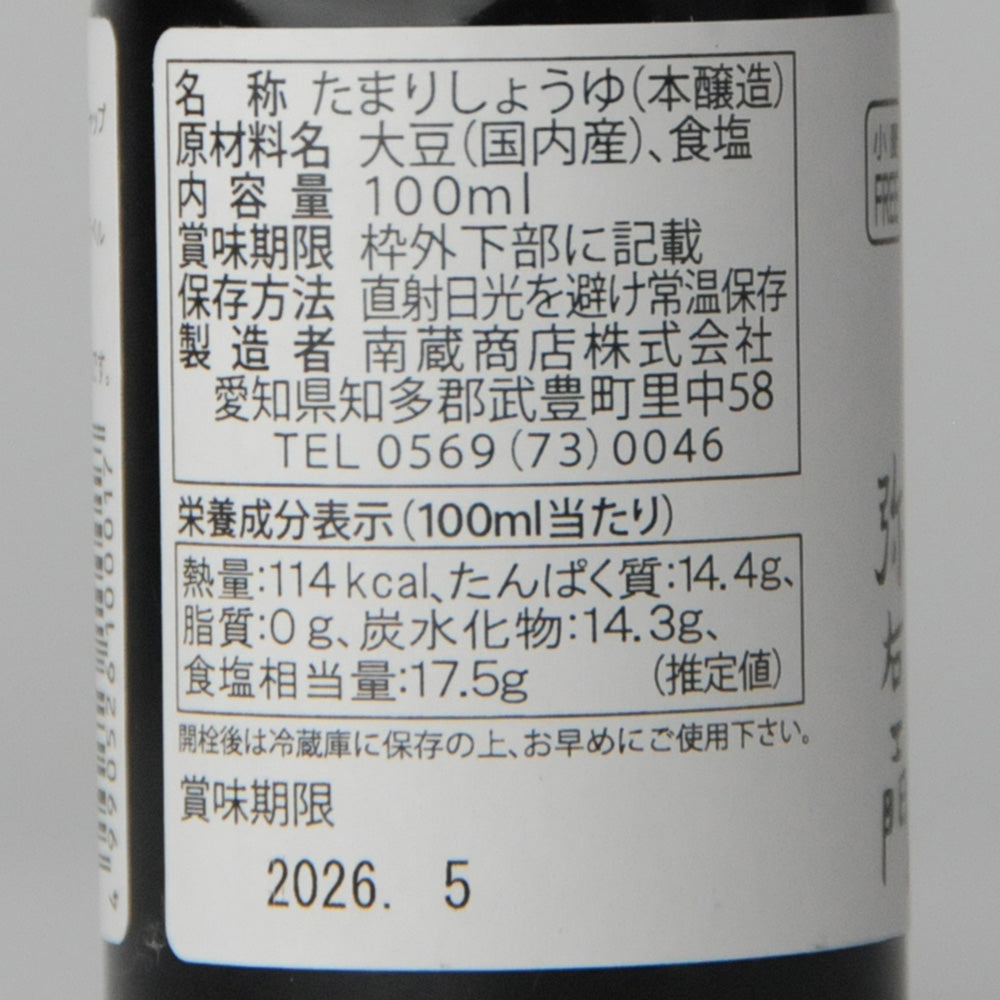 名称 たまりしょうゆ(本醸造)
原材料名 大豆(国内産)、食塩
内容量 100ml
賞味期限 枠外下部に記載
保存方法 直射日光を避け常温保存
製造者 南蔵商店株式会社
愛知県知多郡武豊町里中58
TEL 0569(73)0046
栄養成分表示(100ml当たり)
熱量:114kcal、たんぱく質:14.4g、
脂質:0g、炭水化物:14.3g、
食塩相当量:17.5g (推定値)
開栓後は冷蔵庫に保存の上、お早めにご使用下さい。
賞味期限
2026. 5
小
FREE
右